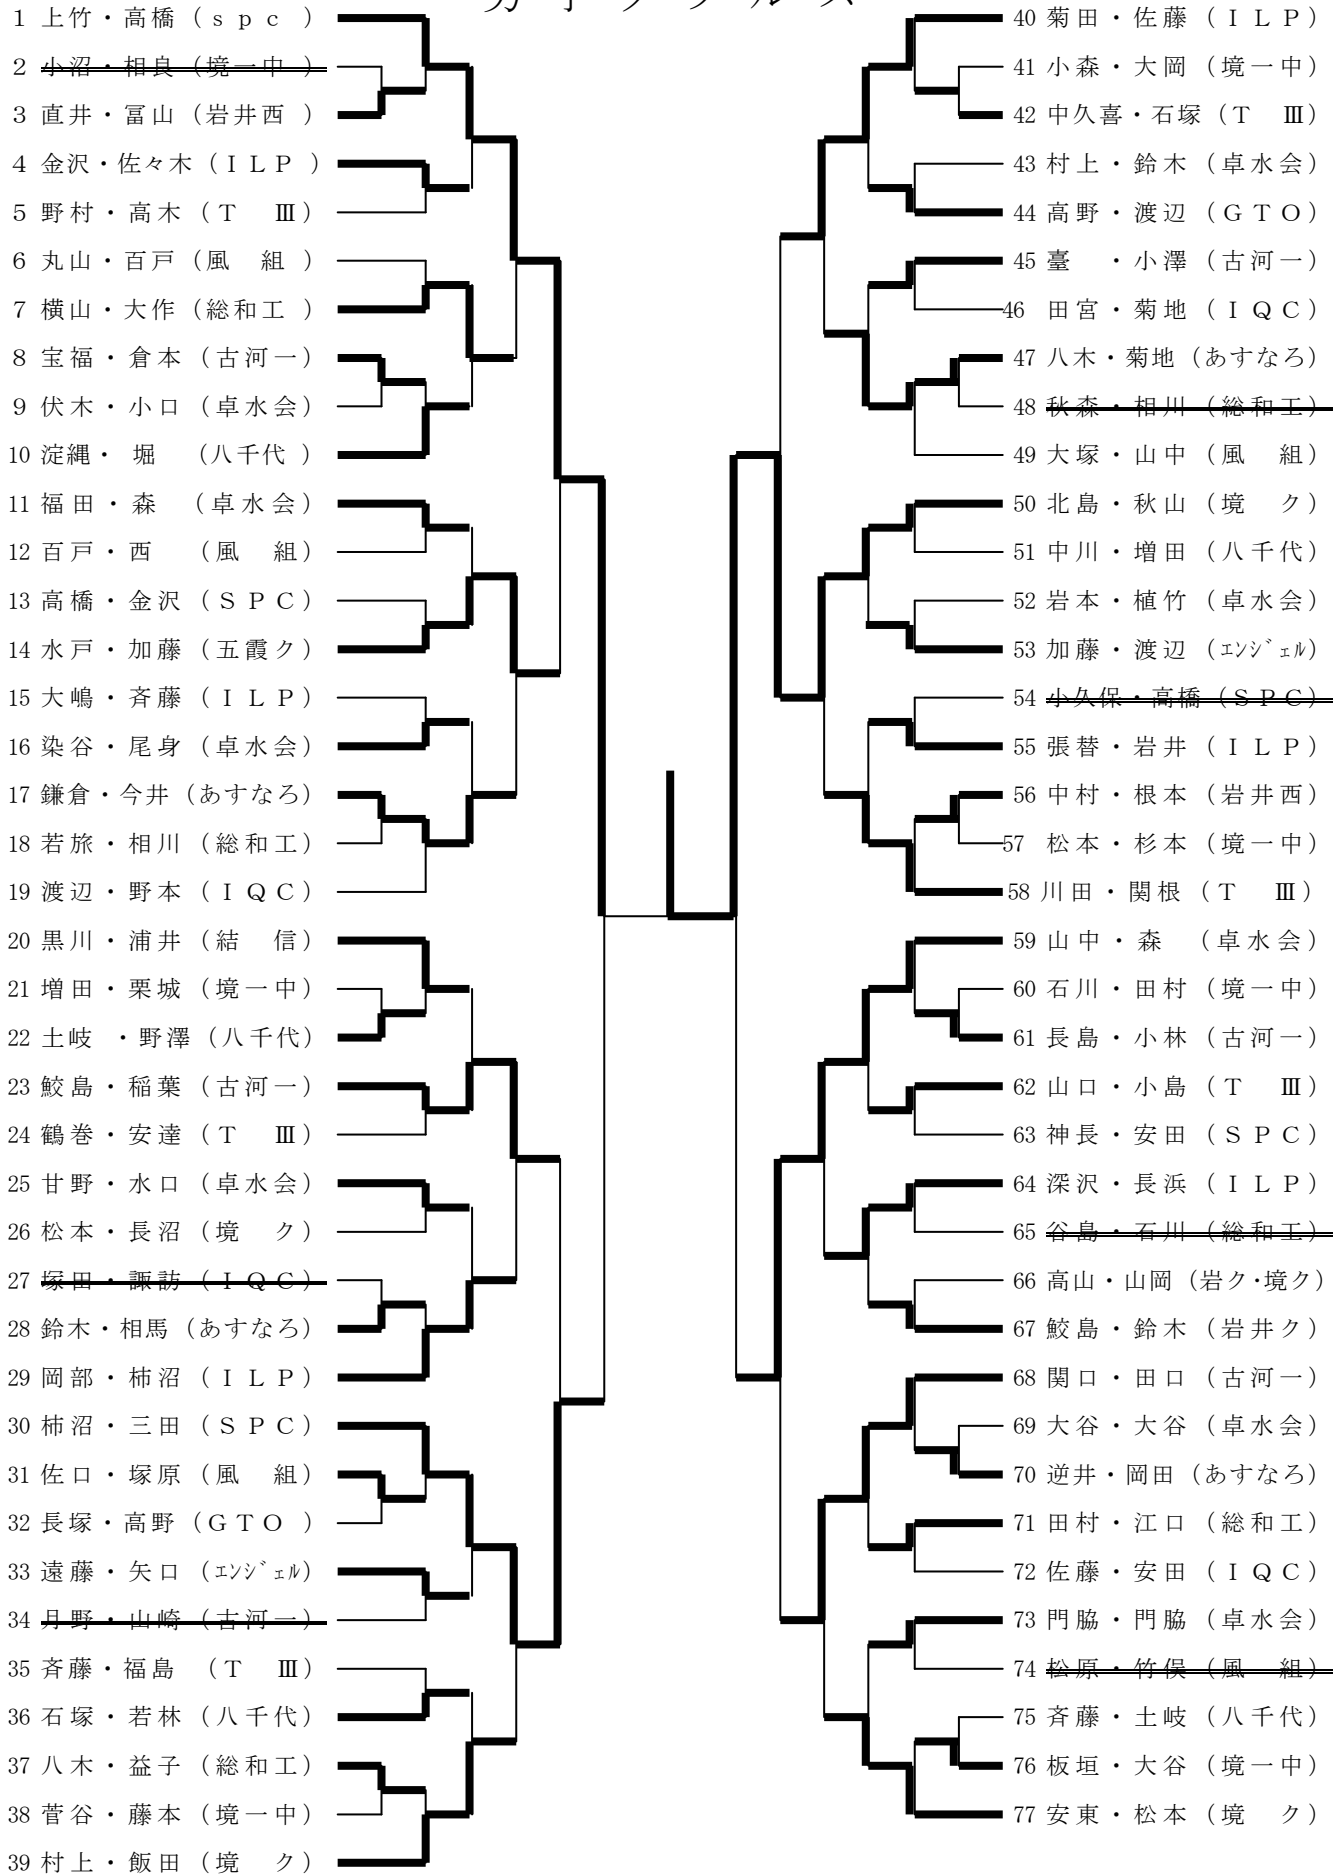 男子ダブルス
1 上竹・高橋（ｓｐｃ）
2 小沼・相良（境一中 ）
3 直井・冨山（岩井西 ）
4 金沢・佐々木（ＩＬＰ ）
5 野村・高木（Ｔ　Ⅲ）
6 丸山・百戸（風　組 ）
7 横山・大作（総和工 ）
8 宝福・倉本（古河一）
9 伏木・小口（卓水会）
10 淀縄・ 堀 （八千代 ）
11 福田・森　（卓水会）
12 百戸・西　（風　組）
13 高橋・金沢（ＳＰＣ）
14 水戸・加藤（五霞ク）
15 大嶋・斉藤（ＩＬＰ）
16 染谷・尾身（卓水会）
17 鎌倉・今井（あすなろ）
18 若旅・相川（総和工）
19 渡辺・野本（ＩＱＣ）
20 黒川・浦井（結　信）
21 増田・栗城（境一中）
22 土岐 ・野澤（八千代）
23 鮫島・稲葉（古河一）
24 鶴巻・安達（Ｔ　Ⅲ）
25 甘野・水口（卓水会）
26 松本・長沼（境　ク）
27 塚田・諏訪（ＩＱＣ）
28 鈴木・相馬（あすなろ）
29 岡部・柿沼（ＩＬＰ）
30 柿沼・三田（ＳＰＣ）
31 佐口・塚原（風　組）
32 長塚・高野（ＧＴＯ ）
33 遠藤・矢口（ｴﾝｼﾞｪﾙ）
34 月野・山崎（古河一）
35 斉藤・福島 （Ｔ　Ⅲ）
36 石塚・若林（八千代）
37 八木・益子（総和工）
38 菅谷・藤本（境一中）
39 村上・飯田（境　ク）
40 菊田・佐藤（ＩＬＰ）
41 小森・大岡（境一中）
42 中久喜・石塚（Ｔ　Ⅲ）
43 村上・鈴木（卓水会）
44 高野・渡辺（ＧＴＯ）
45 臺　・小澤（古河一）
46 田宮・菊地（ＩＱＣ）
47 八木・菊地（あすなろ）
48 秋森・相川（総和工）
49 大塚・山中（風　組）
50 北島・秋山（境　ク）
51 中川・増田（八千代）
52 岩本・植竹（卓水会）
53 加藤・渡辺（ｴﾝｼﾞｪﾙ）
54 小久保・高橋（ＳＰＣ）
55 張替・岩井（ＩＬＰ）
56 中村・根本（岩井西）
57 松本・杉本（境一中）
58 川田・関根（Ｔ　Ⅲ）
59 山中・森　（卓水会）
60 石川・田村（境一中）
61 長島・小林（古河一）
62 山口・小島（Ｔ　Ⅲ）
63 神長・安田（ＳＰＣ）
64 深沢・長浜（ＩＬＰ）
65 谷島・石川（総和工）
66 高山・山岡（岩ク･境ク）
67 鮫島・鈴木（岩井ク）
68 関口・田口（古河一）
69 大谷・大谷（卓水会）
70 逆井・岡田（あすなろ）
71 田村・江口（総和工）
72 佐藤・安田（ＩＱＣ）
73 門脇・門脇（卓水会）
74 松原・竹俣（風　組）
75 斉藤・土岐（八千代）
76 板垣・大谷（境一中）
77 安東・松本（境　ク）